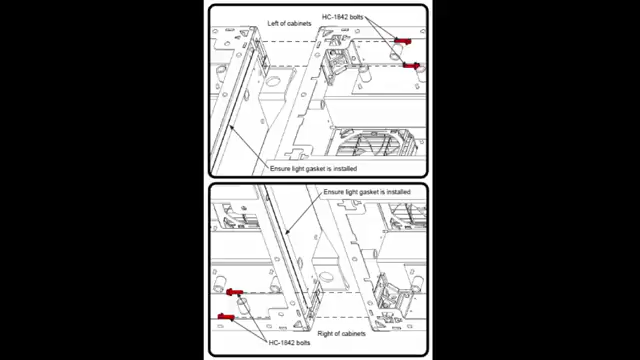 HC-1842 bolts
Left of cabinets
Ensure light gasket is installed
Ensure light gasket is installed
Right of cabinets
HC-1842 bolts